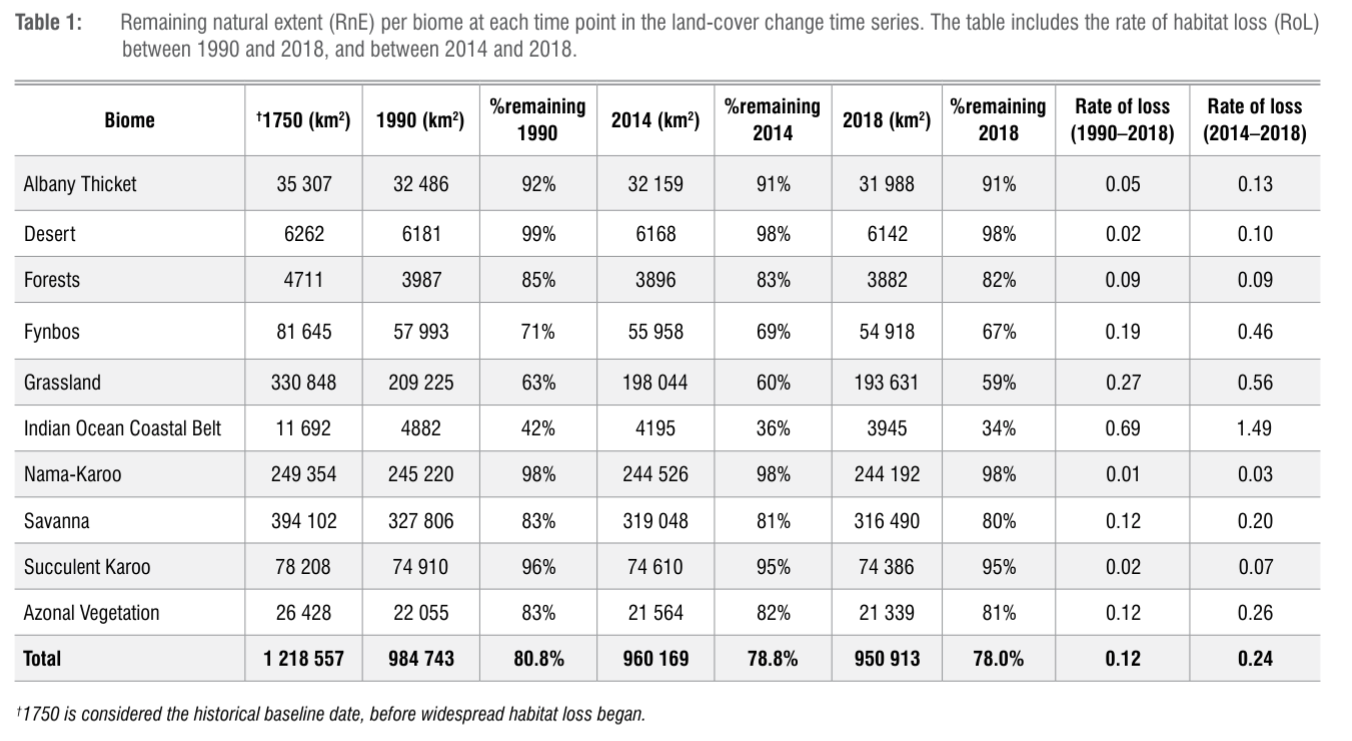 Table 1: Remaining natural extent (RnE) per biome at each time point in the land-cover change time series. The table includes the rate of habitat loss (RoL)
between 1990 and 2018, and between 2014 and 2018.
Biome †1750 (km²) 1990 (km²) %remaining 1990 2014 (km²) %remaining 2014 2018 (km²) %remaining 2018 Rate of loss (1990–2018) Rate of loss (2014–2018)
Albany Thicket 35 307 32 486 92% 32 159 91% 31 988 91% 0.05 0.13
Desert 6262 6181 99% 6168 98% 6142 98% 0.02 0.10
Forests 4711 3987 85% 3896 83% 3882 82% 0.09 0.09
Fynbos 81 645 57 993 71% 55 958 69% 54 918 67% 0.19 0.46
Grassland 330 848 209 225 63% 198 044 60% 193 631 59% 0.27 0.56
Indian Ocean Coastal Belt 11 692 4882 42% 4195 36% 3945 34% 0.69 1.49
Nama-Karoo 249 354 245 220 98% 244 526 98% 244 192 98% 0.01 0.03
Savanna 394 102 327 806 83% 319 048 81% 316 490 80% 0.12 0.20
Succulent Karoo 78 208 74 910 96% 74 610 95% 74 386 95% 0.02 0.07
Azonal Vegetation 26 428 22 055 83% 21 564 82% 21 339 81% 0.12 0.26
Total 1 218 557 984 743 80.8% 960 169 78.8% 950 913 78.0% 0.12 0.24
†1750 is considered the historical baseline date, before widespread habitat loss began.